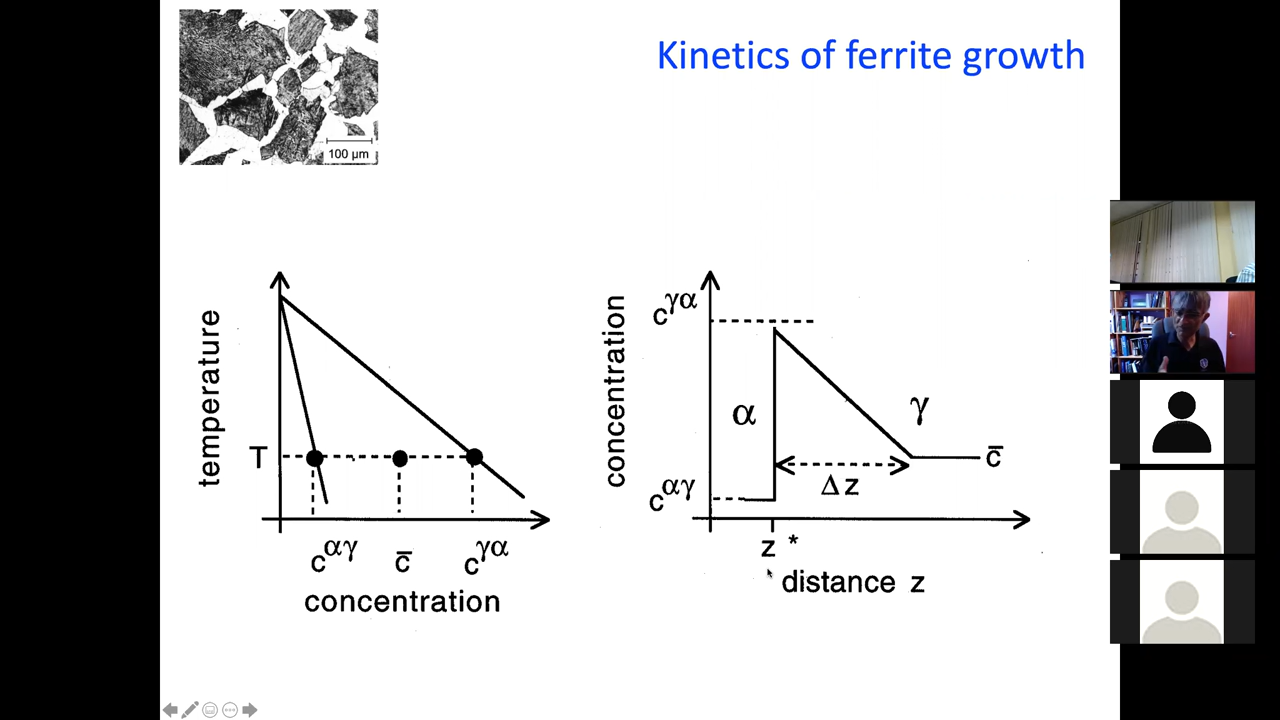 Kinetics of ferrite growth
100 µm
temperature
T
c^αγ
c̄
c^γα
concentration
concentration
c^γα
α
γ
c̄
Δz
c^αγ
z *
distance z